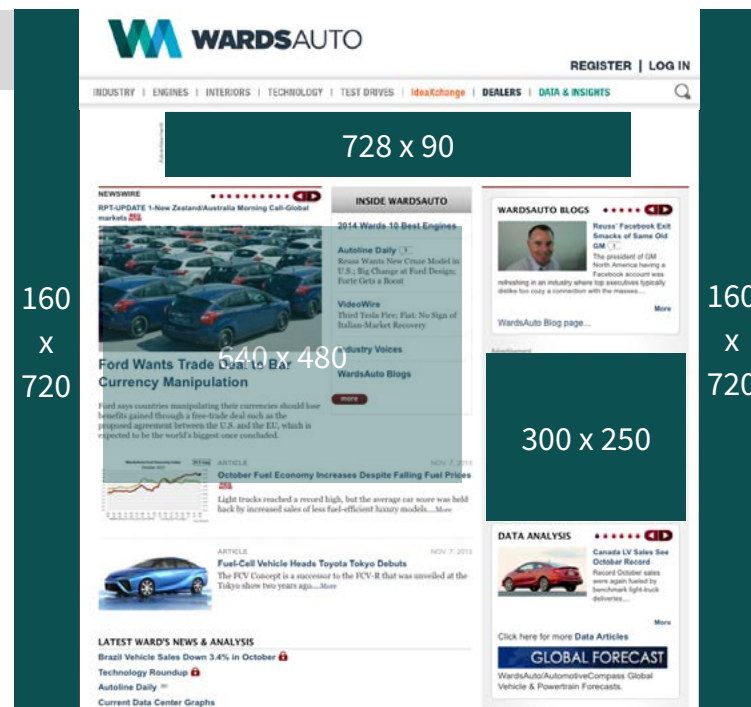 WARDSAUTO
REGISTER | LOG IN
INDUSTRY | ENGINES | INTERIORS | TECHNOLOGY | TEST DRIVES | IdeaXchange | DEALERS | DATA & INSIGHTS
Advertisement
728 x 90
NEWSWIRE
RPT-UPDATE 1-New Zealand/Australia Morning Call-Global
markets
Ford Wants Trade Deal to Bar
Currency Manipulation
Ford says countries manipulating their currencies should lose
benefits gained through a free-trade deal such as the
proposed agreement between the U.S. and the EU, which is
expected to be the world's biggest once concluded.
640 x 480
INSIDE WARDSAUTO
2014 Wards 10 Best Engines
Autoline Daily
Reuss Wants New Cruze Model in
U.S.; Big Change at Ford Design;
Forte Gets a Boost
VideoWire
Third Tesla Fire; Fiat: No Sign of
Italian-Market Recovery
Industry Voices
WardsAuto Blogs
more
ARTICLE NOV 7, 2013
October Fuel Economy Increases Despite Falling Fuel Prices
Light trucks reached a record high, but the average car score was held
back by increased sales of less fuel-efficient luxury models....More
ARTICLE NOV 7, 2013
Fuel-Cell Vehicle Heads Toyota Tokyo Debuts
The FCV Concept is a successor to the FCV-R that was unveiled at the
Tokyo show two years ago....More
LATEST WARD'S NEWS & ANALYSIS
Brazil Vehicle Sales Down 3.4% in October
Technology Roundup
Autoline Daily
Current Data Center Graphs
WARDSAUTO BLOGS
Reuss' Facebook Exit
Smacks of Same Old
GM
The president of GM
North America having a
Facebook account was
refreshing in an industry where top executives typically
dislike too cozy a connection with the masses....
More
WardsAuto Blog page...
Advertisement
300 x 250
DATA ANALYSIS
Canada LV Sales See
October Record
Record October sales
were again fueled by
benchmark light-truck
deliveries....
More
Click here for more Data Articles
GLOBAL FORECAST
WardsAuto/AutomotiveCompass Global
Vehicle & Powertrain Forecasts.
160
x
720
160
x
720